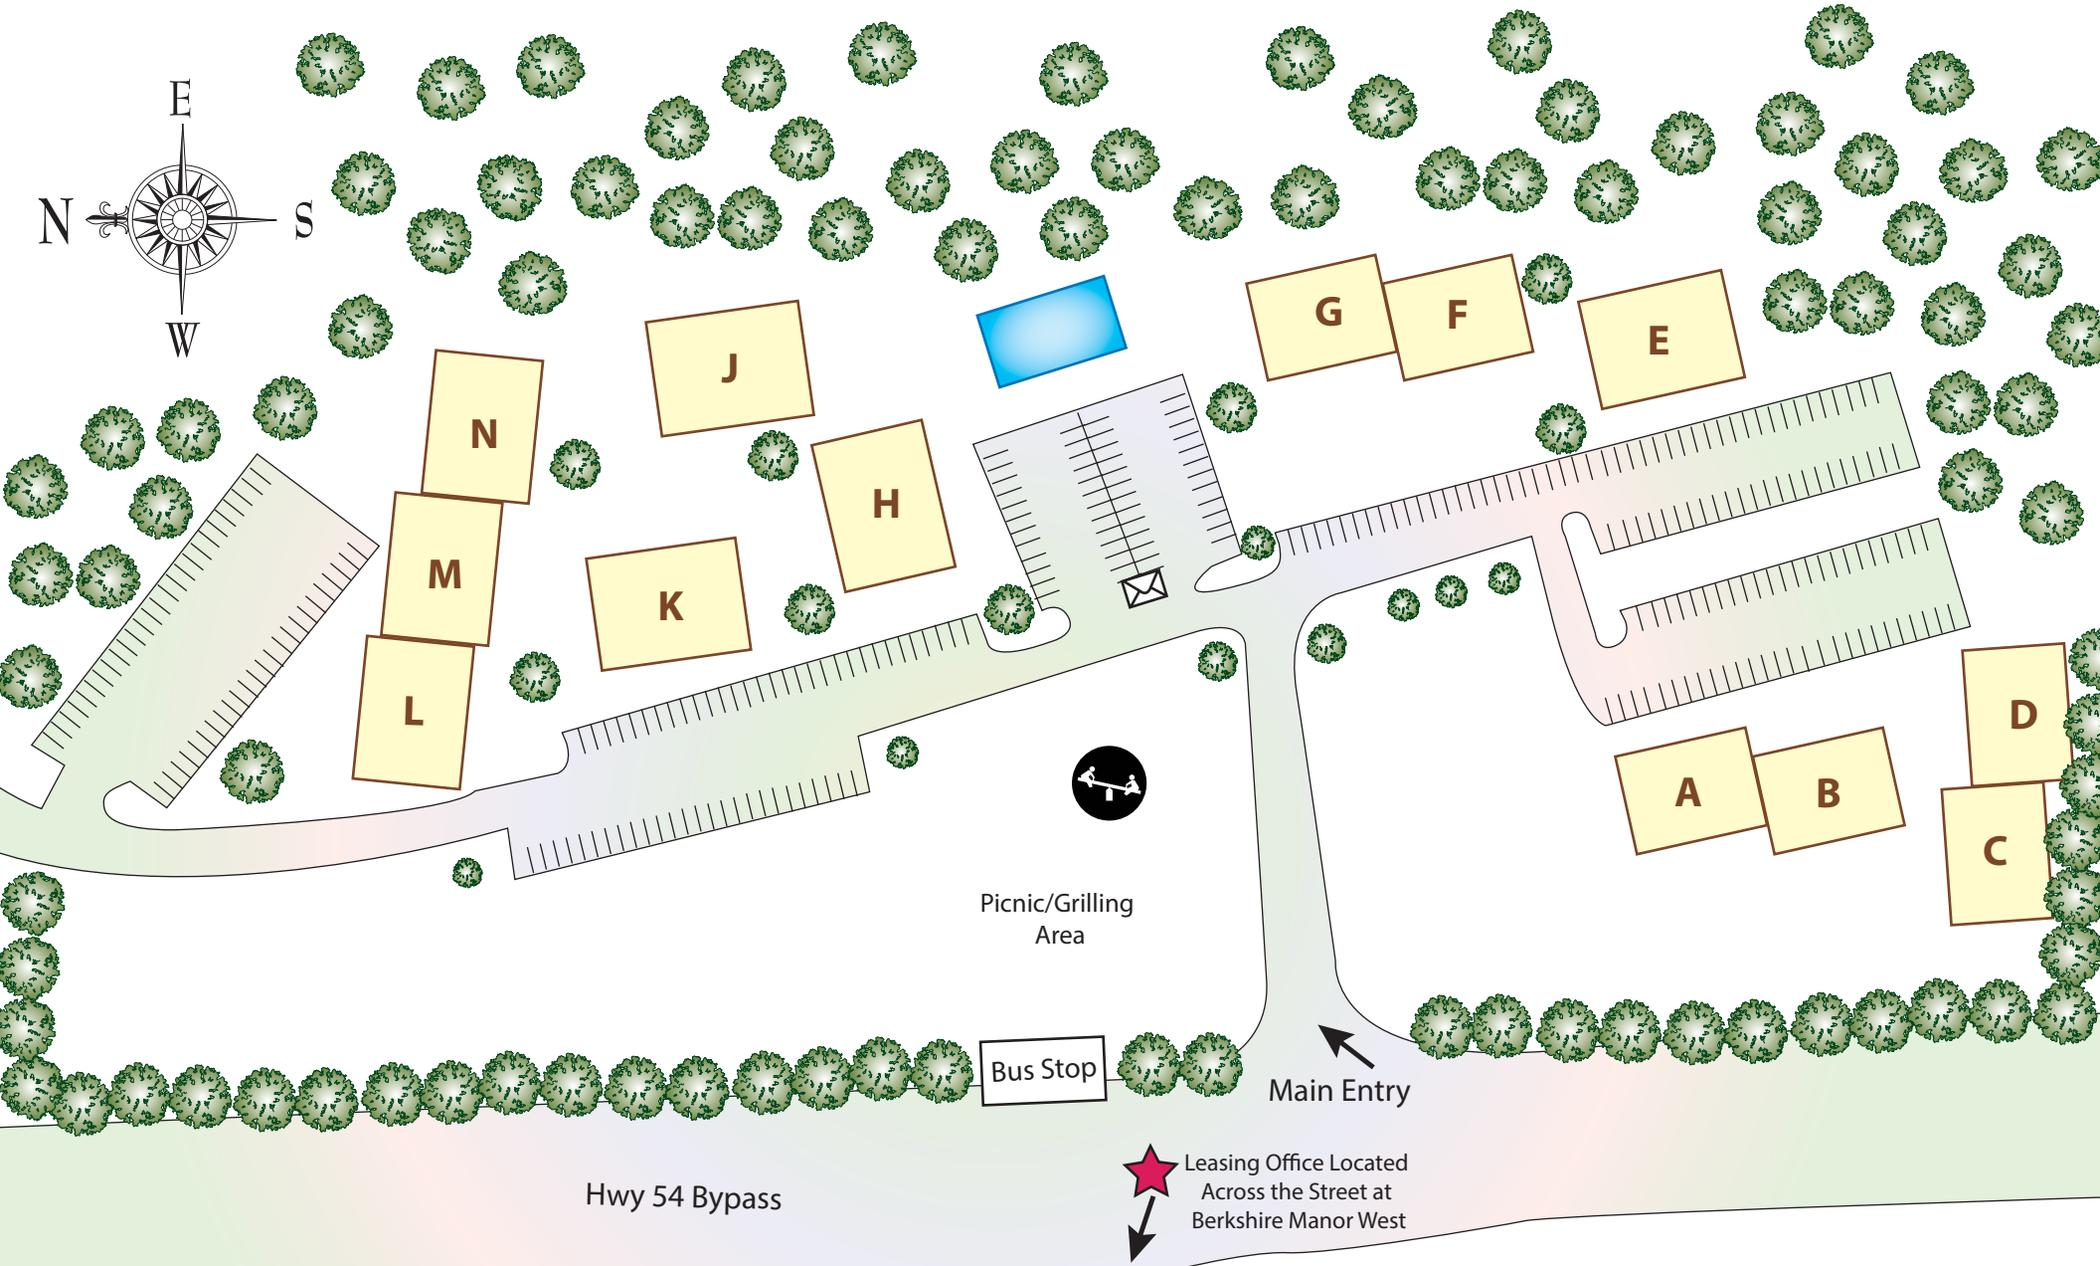 E
N
S
W
G
F
E
J
N
H
M
K
L
D
A
B
C
Picnic/Grilling
Area
Bus Stop
Main Entry
Leasing Office Located
Across the Street at
Berkshire Manor West
Hwy 54 Bypass